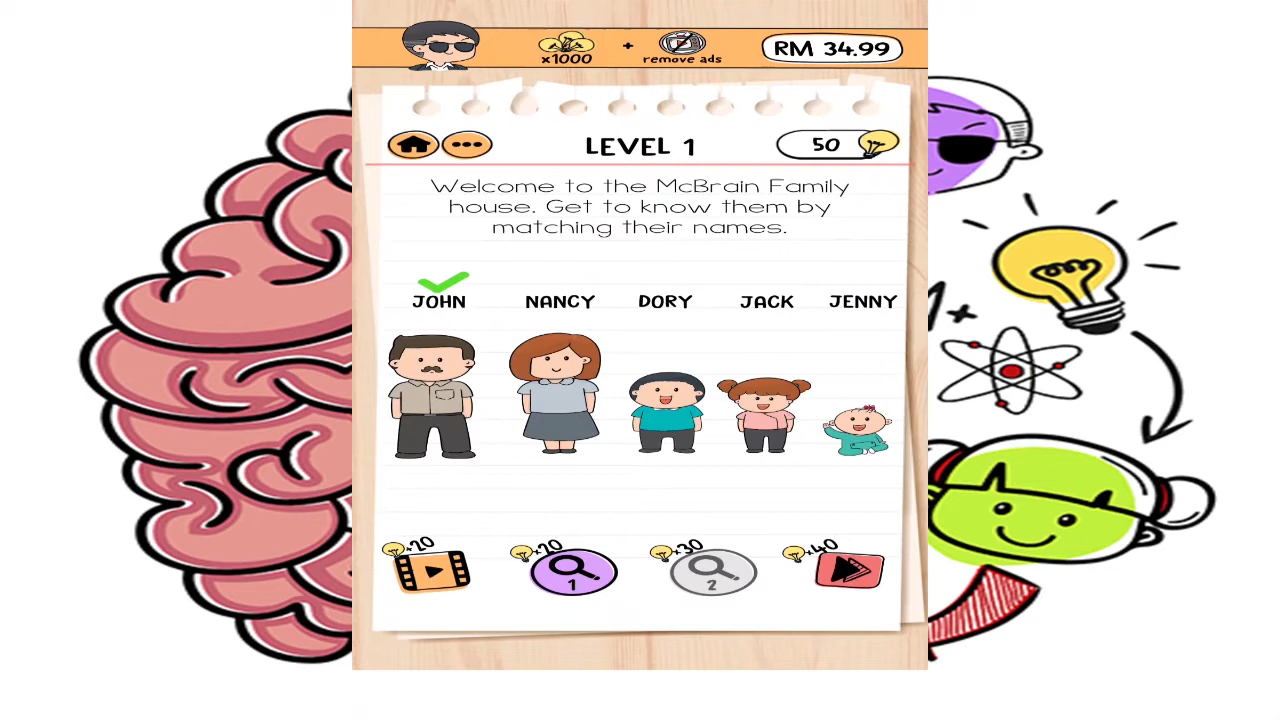 x1000
+
remove ads
RM 34.99
LEVEL 1
50
Welcome to the McBrain Family
house. Get to know them by
matching their names.
JOHN NANCY DORY JACK JENNY
+20 +20 +30 +40
1 2